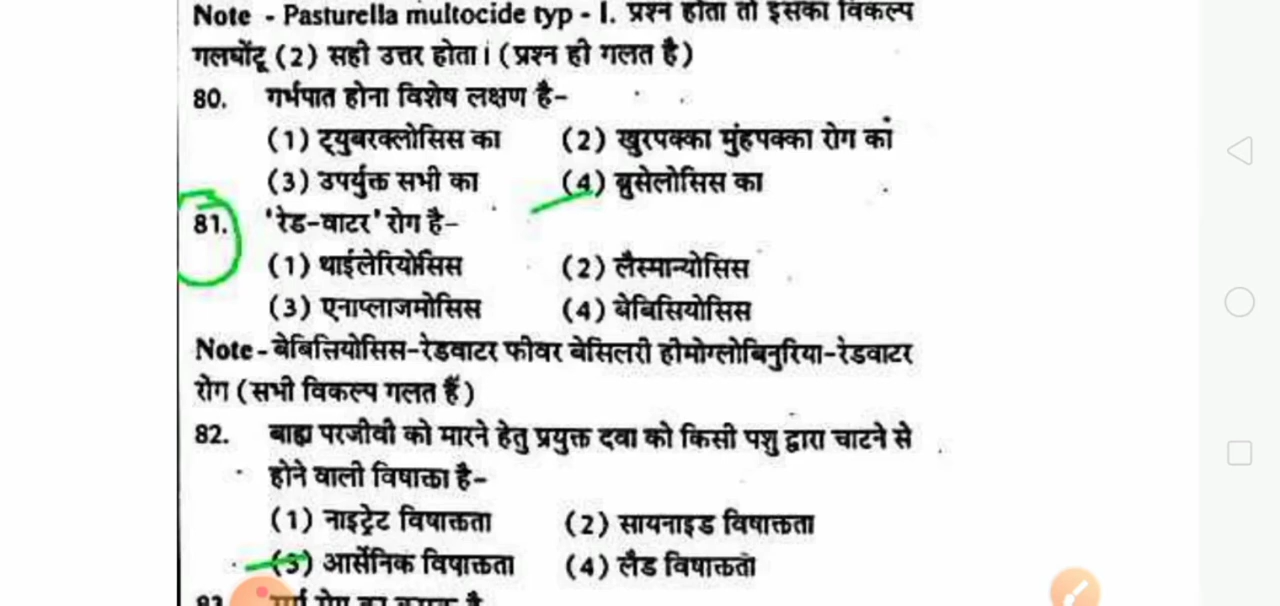 Note - Pasturella multocide typ - I. प्रश्न होता तो इसका विकल्प
गलघोंटू (2) सही उत्तर होता। (प्रश्न ही गलत है)
80. गर्भपात होना विशेष लक्षण है-
(1) ट्युबरक्लोसिस का (2) खुरपक्का मुंहपक्का रोग का
(3) उपर्युक्त सभी का (4) ब्रुसेलोसिस का
81. 'रेड-वाटर' रोग है-
(1) थाईलेरियोसिस (2) लैस्मान्योसिस
(3) एनाप्लाजमोसिस (4) बेबिसियोसिस
Note - बेबिसियोसिस-रेडवाटर फीवर बेसिलरी होमोग्लोबिनुरिया-रेडवाटर
रोग (सभी विकल्प गलत हैं)
82. बाह्य परजीवी को मारने हेतु प्रयुक्त दवा को किसी पशु द्वारा चाटने से
होने वाली विषाक्ता है-
(1) नाइट्रेट विषाक्तता (2) सायनाइड विषाक्तता
(3) आर्सेनिक विषाक्तता (4) लैड विषाक्तता
83.